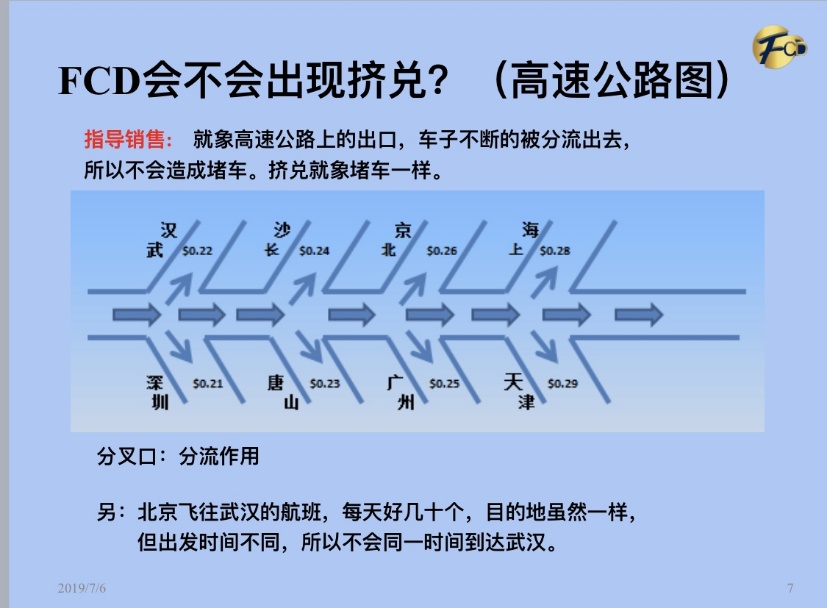 FCD
FCD会不会出现挤兑？（高速公路图）
指导销售： 就象高速公路上的出口，车子不断的被分流出去，
所以不会造成堵车。挤兑就象堵车一样。
汉 沙 京 海
武 $0.22 长 $0.24 北 $0.26 上 $0.28
深 $0.21 唐 $0.23 广 $0.25 天 $0.29
圳 山 州 津
分叉口：分流作用
另：北京飞往武汉的航班，每天好几十个，目的地虽然一样，
但出发时间不同，所以不会同一时间到达武汉。
2019/7/6 7